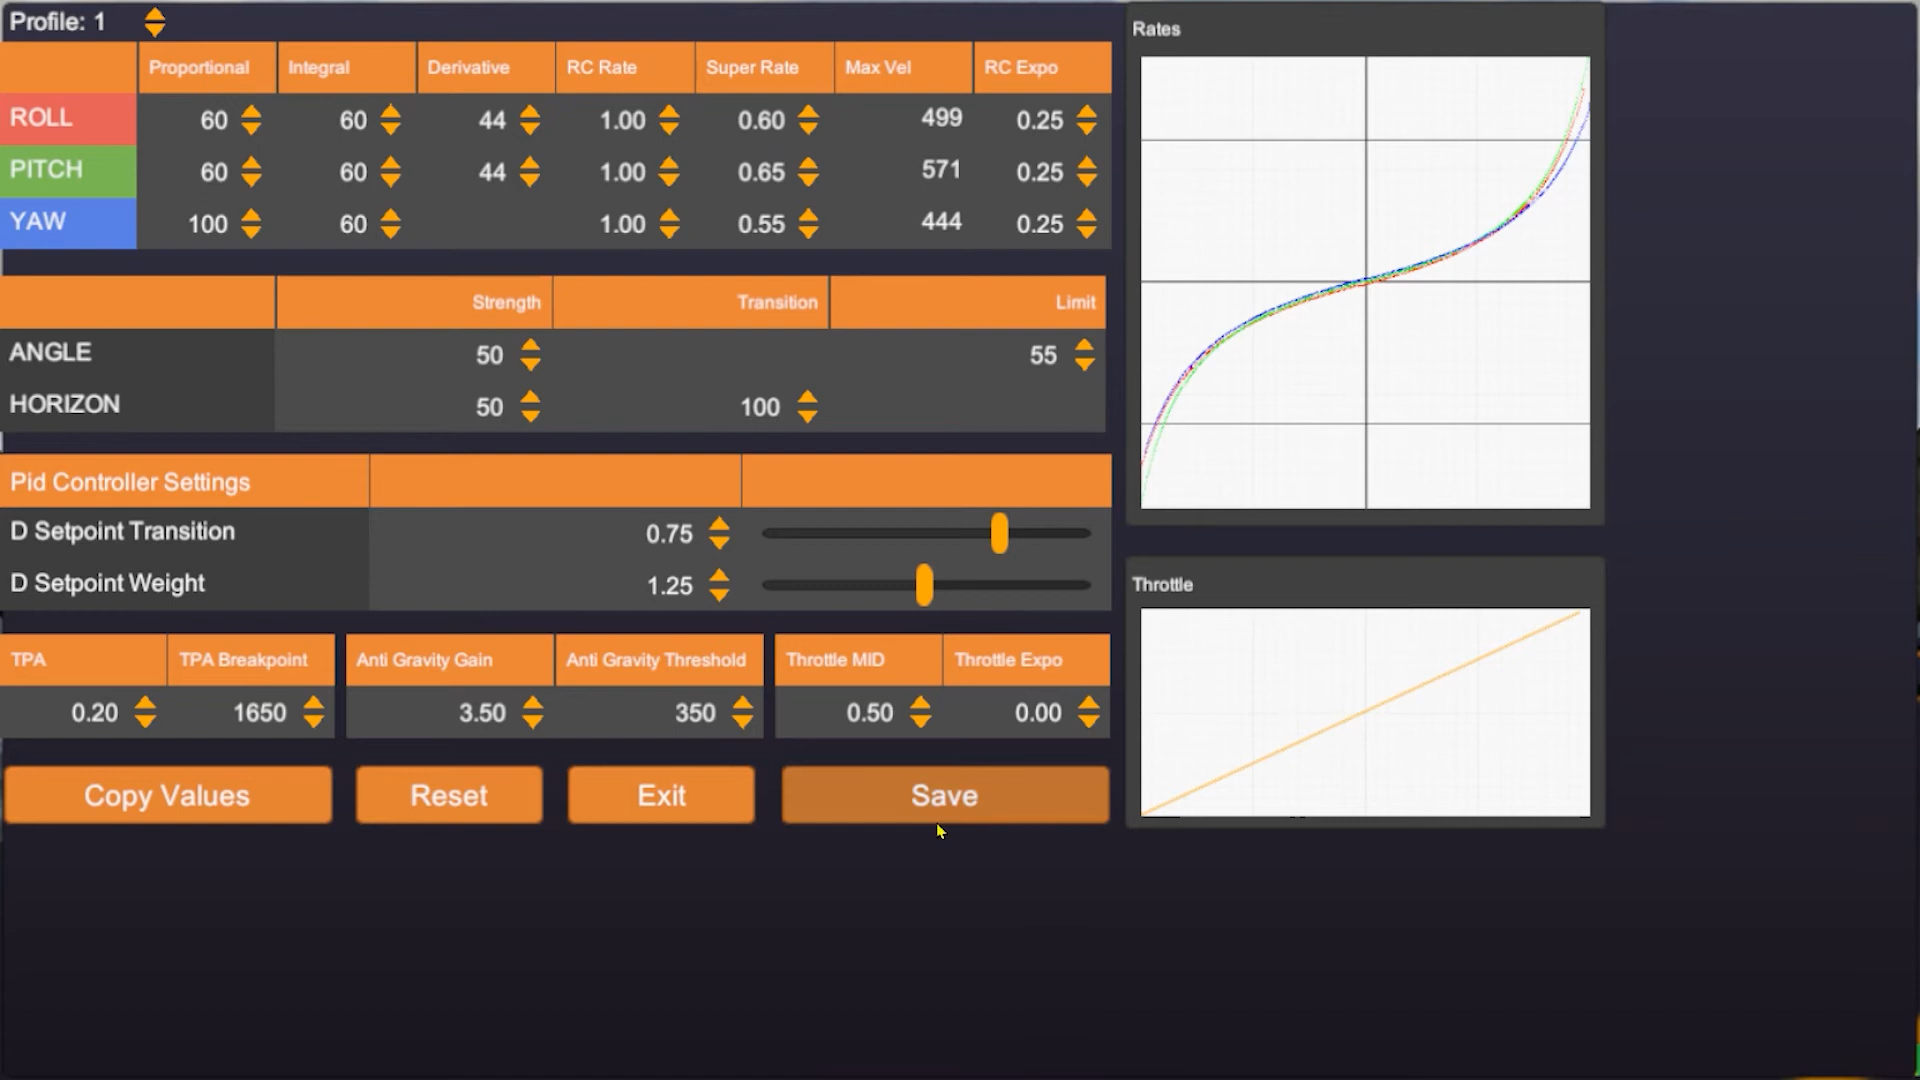 Profile: 1
Proportional Integral Derivative RC Rate Super Rate Max Vel RC Expo
ROLL 60 60 44 1.00 0.60 499 0.25
PITCH 60 60 44 1.00 0.65 571 0.25
YAW 100 60 1.00 0.55 444 0.25
Strength Transition Limit
ANGLE 50 55
HORIZON 50 100
Pid Controller Settings
D Setpoint Transition 0.75
D Setpoint Weight 1.25
TPA TPA Breakpoint Anti Gravity Gain Anti Gravity Threshold Throttle MID Throttle Expo
0.20 1650 3.50 350 0.50 0.00
Copy Values Reset Exit Save
Rates
Throttle